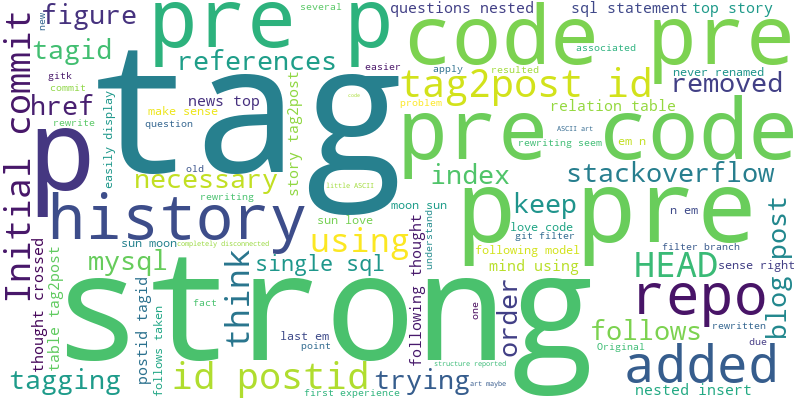 figure
pre p
several
questions nested
sql statement
top story
new
code pre
tagid
references
associated
gitk
easier
apply
resulted
never renamed
commit
tag
tag2post id
removed
href
news top
make sense
problem
relation table
rewrite
question
code
ASCII art
p
pre code
rewriting seem
em n
Initial commit
easily display
story tag2post
old
necessary
little ASCII
index
stackoverflow
rewriting
history
moon sun
p pre
keep
n em
sun love
love code
using
git filter
sun moon
completely disconnected
understands
following model
filter branch
blog post
thought crossed
table tag2post
mysql
think
single sql
following thought
mind using
HEAD
sense right
strong
postid tagid
follows taken
fact
order
one
repo
rewritten
last em
point
follows
due
Original
added
structure reported
tagging
id postid
trying
art maybe
first experience
nested insert